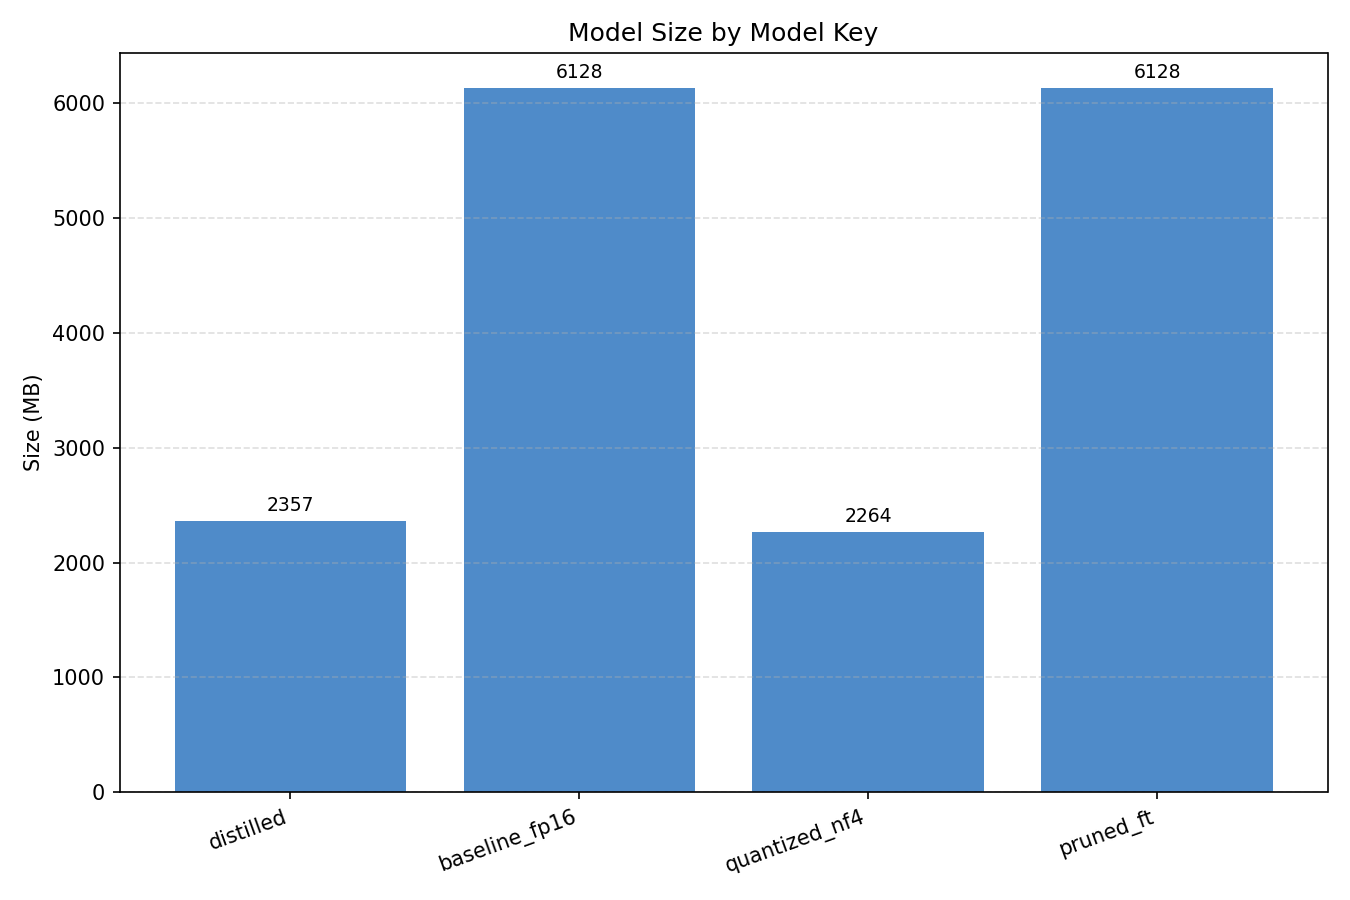 Model Size by Model Key
Size (MB)
6000
5000
4000
3000
2000
1000
0
2357
6128
2264
6128
distilled
baseline_fp16
quantized_nf4
pruned_ft